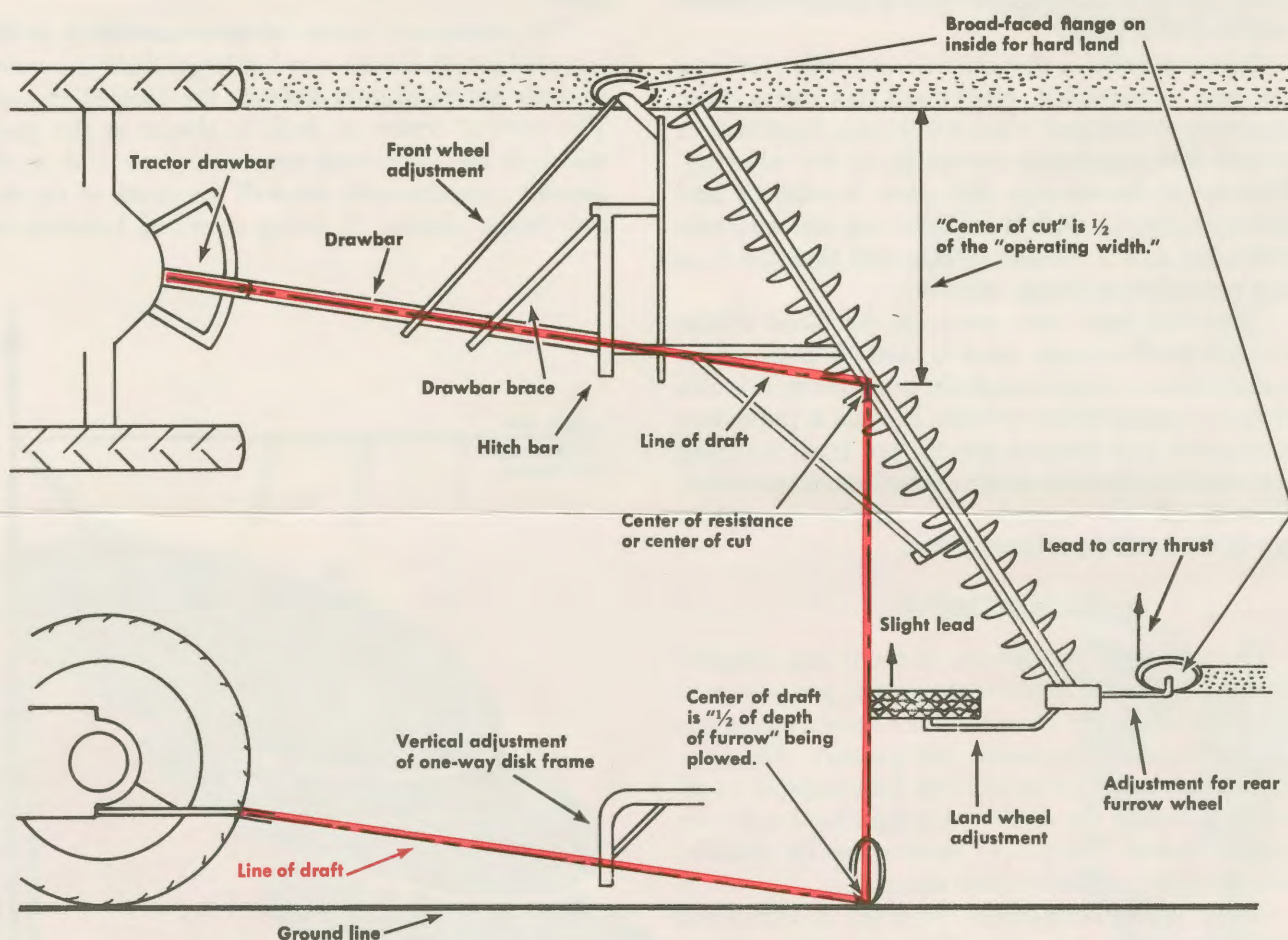 Broad-faced flange on
inside for hard land
Tractor drawbar
Front wheel
adjustment
Drawbar
"Center of cut" is ½
of the "operating width."
Drawbar brace
Hitch bar
Line of draft
Center of resistance
or center of cut
Lead to carry thrust
Slight lead
Center of draft
is "½ of depth
of furrow" being
plowed.
Vertical adjustment
of one-way disk frame
Adjustment for rear
furrow wheel
Land wheel
adjustment
Line of draft
Ground line